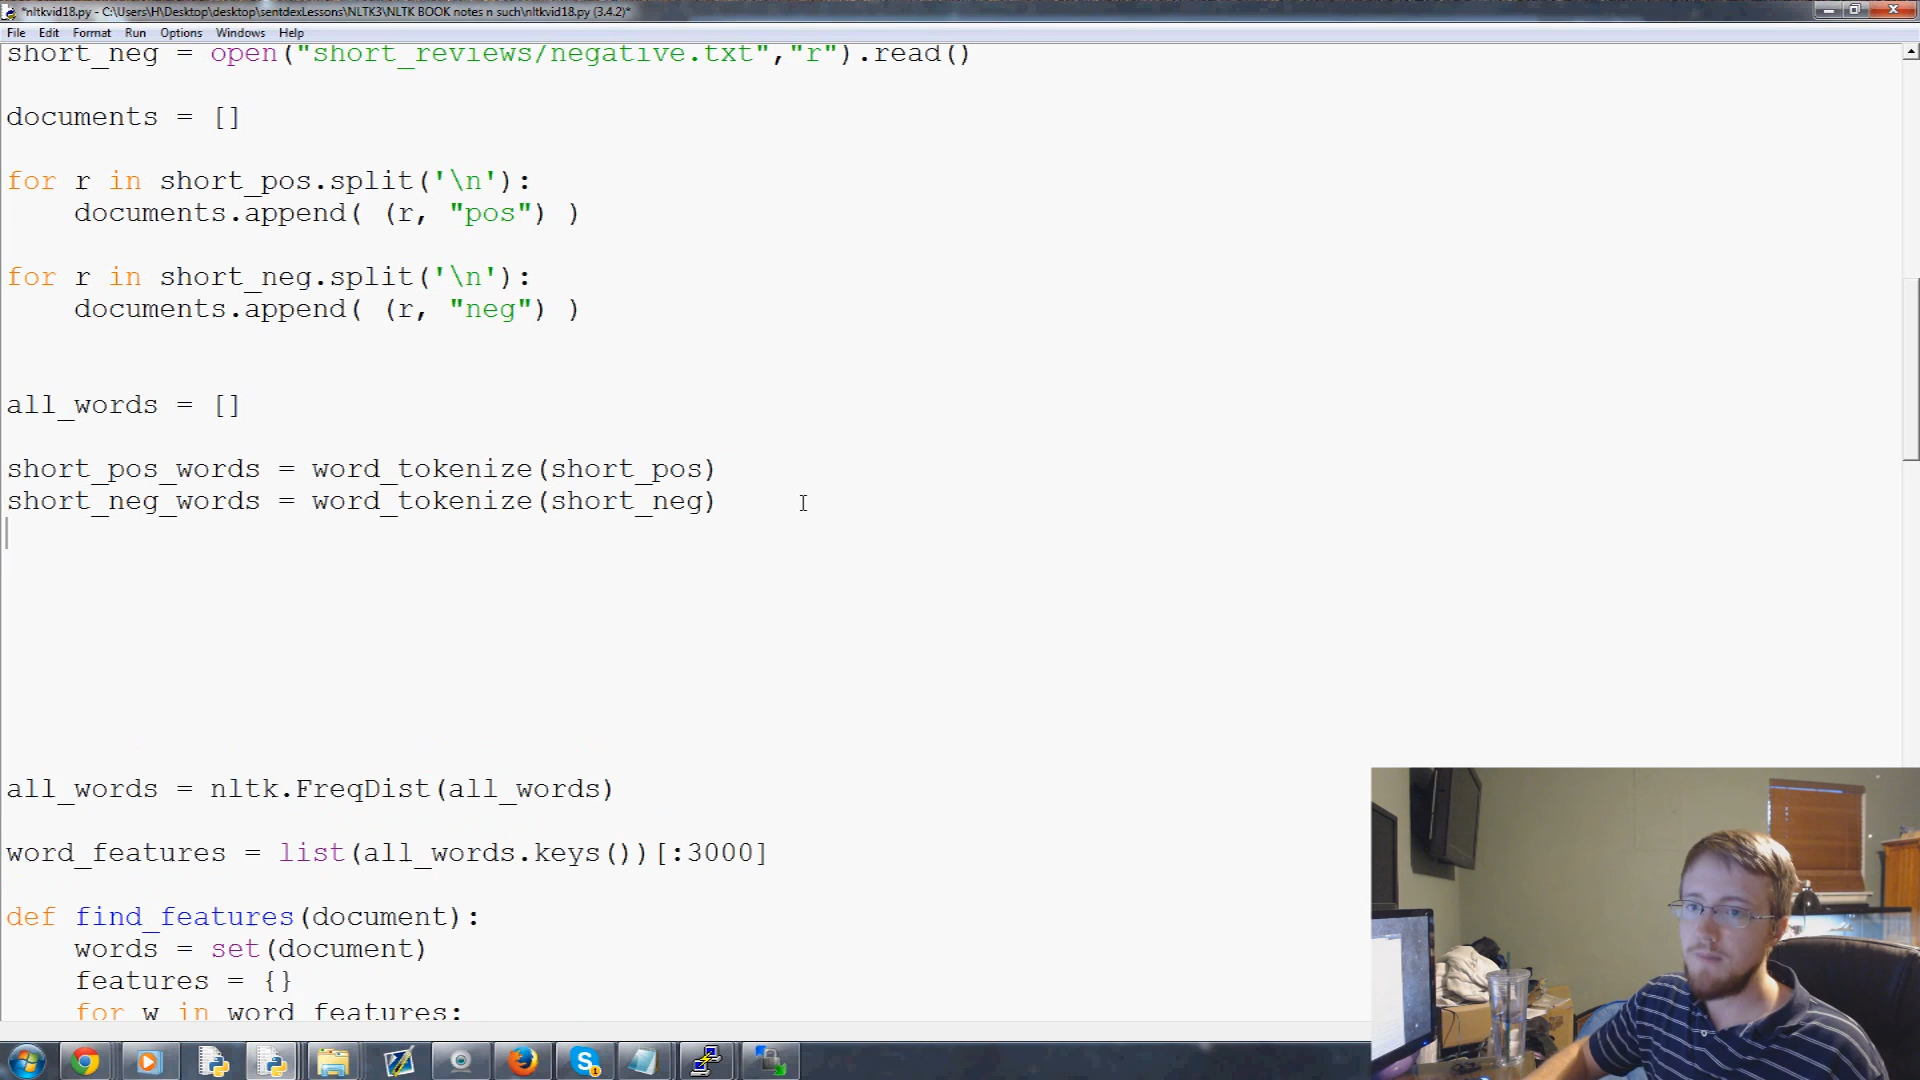 *nltkvid18.py - C:\Users\H\Desktop\desktop\sentdexLessons\NLTK3\NLTK BOOK notes n such\nltkvid18.py (3.4.2)*
File Edit Format Run Options Windows Help
short_neg = open("short_reviews/negative.txt","r").read()
documents = []
for r in short_pos.split('\n'):
    documents.append( (r, "pos") )
for r in short_neg.split('\n'):
    documents.append( (r, "neg") )
all_words = []
short_pos_words = word_tokenize(short_pos)
short_neg_words = word_tokenize(short_neg)
all_words = nltk.FreqDist(all_words)
word_features = list(all_words.keys())[:3000]
def find_features(document):
    words = set(document)
    features = {}
    for w in word_features: